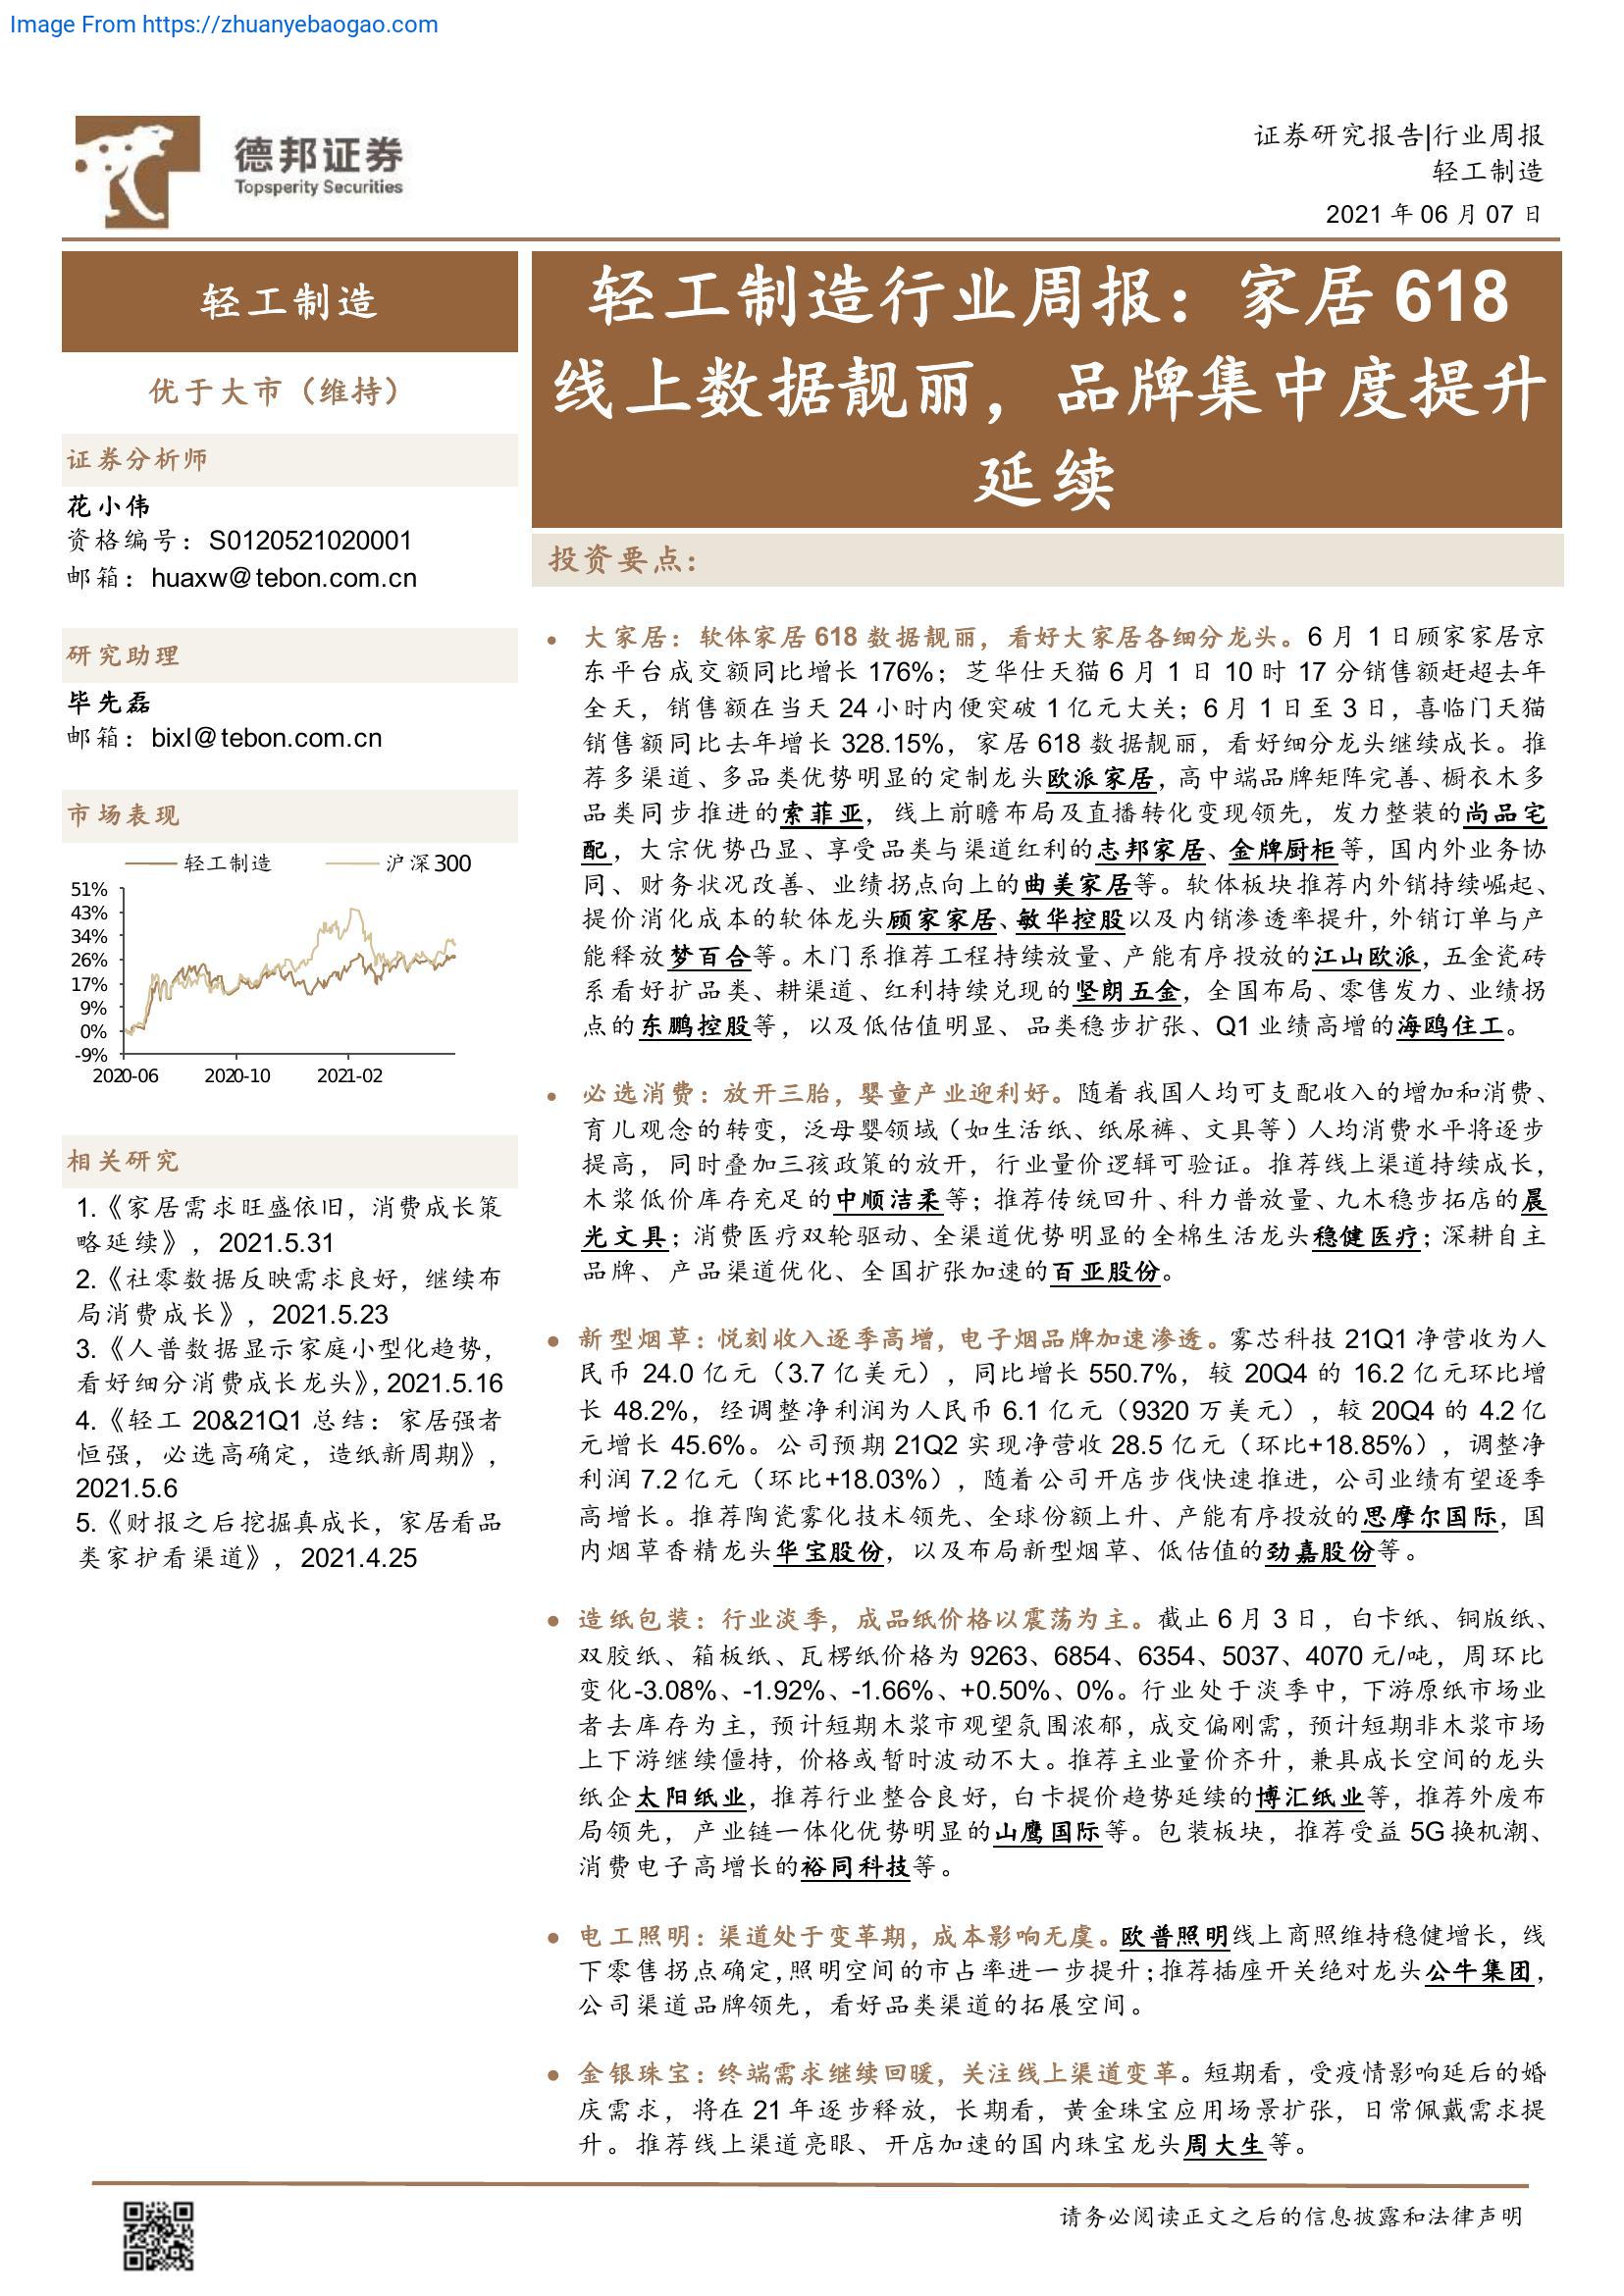 Image From https://zhuanyebaogao.com
德邦证券
Topsperity Securities
证券研究报告|行业周报
轻工制造
2021 年 06 月 07 日
轻工制造
优于大市（维持）
证券分析师
花小伟
资格编号：S0120521020001
邮箱：huaxw@tebon.com.cn
研究助理
毕先磊
邮箱：bixl@tebon.com.cn
市场表现
轻工制造
沪深300
51%
43%
34%
26%
17%
9%
0%
-9%
2020-06
2020-10
2021-02
相关研究
1.《家居需求旺盛依旧，消费成长策
略延续》，2021.5.31
2.《社零数据反映需求良好，继续布
局消费成长》，2021.5.23
3.《人普数据显示家庭小型化趋势，
看好细分消费成长龙头》，2021.5.16
4.《轻工 20&21Q1 总结：家居强者
恒强，必选高确定，造纸新周期》，
2021.5.6
5.《财报之后挖掘真成长，家居看品
类家护看渠道》，2021.4.25
轻工制造行业周报：家居 618
线上数据靓丽，品牌集中度提升
延续
投资要点：
• 大家居：软体家居 618 数据靓丽，看好大家居各细分龙头。6 月 1 日顾家家居京
东平台成交额同比增长 176%；芝华仕天猫 6 月 1 日 10 时 17 分销售额赶超去年
全天，销售额在当天 24 小时内便突破 1 亿元大关；6 月 1 日至 3 日，喜临门天猫
销售额同比去年增长 328.15%，家居 618 数据靓丽，看好细分龙头继续成长。推
荐多渠道、多品类优势明显的定制龙头欧派家居，高中端品牌矩阵完善、橱衣木多
品类同步推进的索菲亚，线上前瞻布局及直播转化变现领先，发力整装的尚品宅
配，大宗优势凸显、享受品类与渠道红利的志邦家居、金牌厨柜等，国内外业务协
同、财务状况改善、业绩拐点向上的曲美家居等。软体板块推荐内外销持续崛起、
提价消化成本的软体龙头顾家家居、敏华控股以及内销渗透率提升，外销订单与产
能释放梦百合等。木门系推荐工程持续放量、产能有序投放的江山欧派，五金瓷砖
系看好扩品类、耕渠道、红利持续兑现的坚朗五金，全国布局、零售发力、业绩拐
点的东鹏控股等，以及低估值明显、品类稳步扩张、Q1 业绩高增的海鸥住工。
• 必选消费：放开三胎，婴童产业迎利好。随着我国人均可支配收入的增加和消费、
育儿观念的转变，泛母婴领域（如生活纸、纸尿裤、文具等）人均消费水平将逐步
提高，同时叠加三孩政策的放开，行业量价逻辑可验证。推荐线上渠道持续成长，
木浆低价库存充足的中顺洁柔等；推荐传统回升、科力普放量、九木稳步拓店的晨
光文具；消费医疗双轮驱动、全渠道优势明显的全棉生活龙头稳健医疗；深耕自主
品牌、产品渠道优化、全国扩张加速的百亚股份。
• 新型烟草：悦刻收入逐季高增，电子烟品牌加速渗透。雾芯科技 21Q1 净营收为人
民币 24.0 亿元（3.7 亿美元），同比增长 550.7%，较 20Q4 的 16.2 亿元环比增
长 48.2%，经调整净利润为人民币 6.1 亿元（9320 万美元），较 20Q4 的 4.2 亿
元增长 45.6%。公司预期 21Q2 实现净营收 28.5 亿元（环比+18.85%），调整净
利润 7.2 亿元（环比+18.03%），随着公司开店步伐快速推进，公司业绩有望逐季
高增长。推荐陶瓷雾化技术领先、全球份额上升、产能有序投放的思摩尔国际，国
内烟草香精龙头华宝股份，以及布局新型烟草、低估值的劲嘉股份等。
• 造纸包装：行业淡季，成品纸价格以震荡为主。截止 6 月 3 日，白卡纸、铜版纸、
双胶纸、箱板纸、瓦楞纸价格为 9263、6854、6354、5037、4070 元/吨，周环比
变化-3.08%、-1.92%、-1.66%、+0.50%、0%。行业处于淡季中，下游原纸市场业
者去库存为主，预计短期木浆市观望氛围浓郁，成交偏刚需，预计短期非木浆市场
上下游继续僵持，价格或暂时波动不大。推荐主业量价齐升，兼具成长空间的龙头
纸企太阳纸业，推荐行业整合良好，白卡提价趋势延续的博汇纸业等，推荐外废布
局领先，产业链一体化优势明显的山鹰国际等。包装板块，推荐受益 5G 换机潮、
消费电子高增长的裕同科技等。
• 电工照明：渠道处于变革期，成本影响无虞。欧普照明线上商照维持稳健增长，线
下零售拐点确定，照明空间的市占率进一步提升；推荐插座开关绝对龙头公牛集团，
公司渠道品牌领先，看好品类渠道的拓展空间。
• 金银珠宝：终端需求继续回暖，关注线上渠道变革。短期看，受疫情影响延后的婚
庆需求，将在 21 年逐步释放，长期看，黄金珠宝应用场景扩张，日常佩戴需求提
升。推荐线上渠道亮眼、开店加速的国内珠宝龙头周大生等。
请务必阅读正文之后的信息披露和法律声明